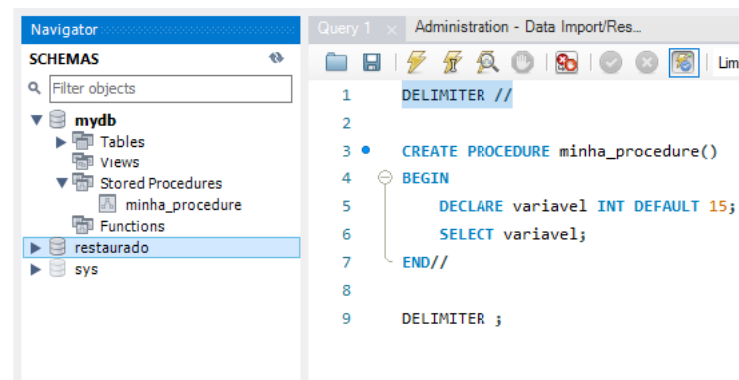 Navigator
SCHEMAS
Filter objects
mydb
Tables
Views
Stored Procedures
minha_procedure
Functions
restaurado
sys
Query 1 × Administration - Data Import/Res...
Lim
1 DELIMITER //
2
3 CREATE PROCEDURE minha_procedure()
4 BEGIN
5 DECLARE variavel INT DEFAULT 15;
6 SELECT variavel;
7 END//
8
9 DELIMITER ;